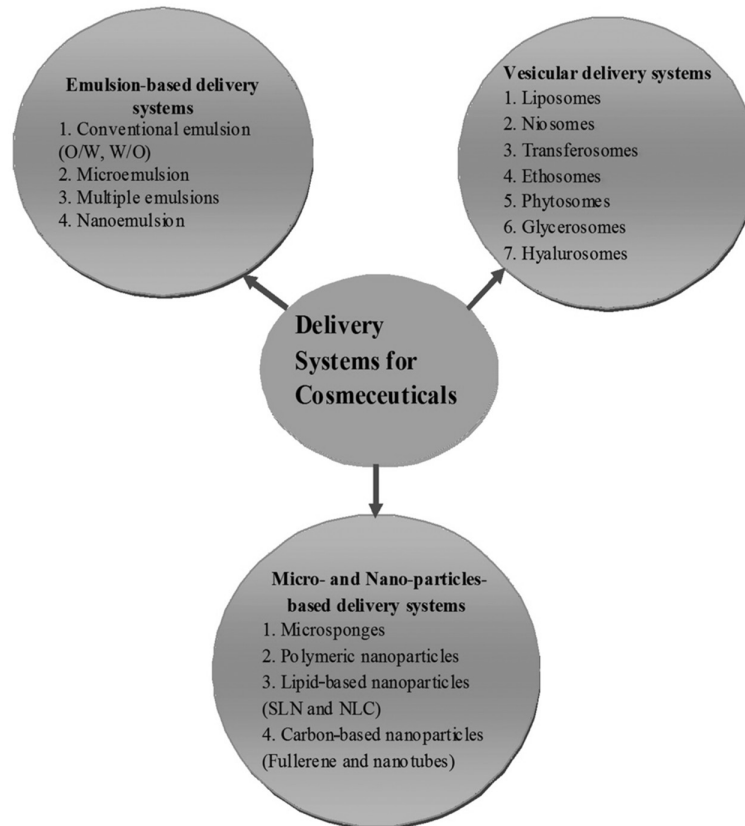 Emulsion-based delivery
systems
1. Conventional emulsion
(O/W, W/O)
2. Microemulsion
3. Multiple emulsions
4. Nanoemulsion
Vesicular delivery systems
1. Liposomes
2. Niosomes
3. Transferosomes
4. Ethosomes
5. Phytosomes
6. Glycerosomes
7. Hyalurosomes
Delivery
Systems for
Cosmeceuticals
Micro- and Nano-particles-
based delivery systems
1. Microsponges
2. Polymeric nanoparticles
3. Lipid-based nanoparticles
(SLN and NLC)
4. Carbon-based nanoparticles
(Fullerene and nanotubes)